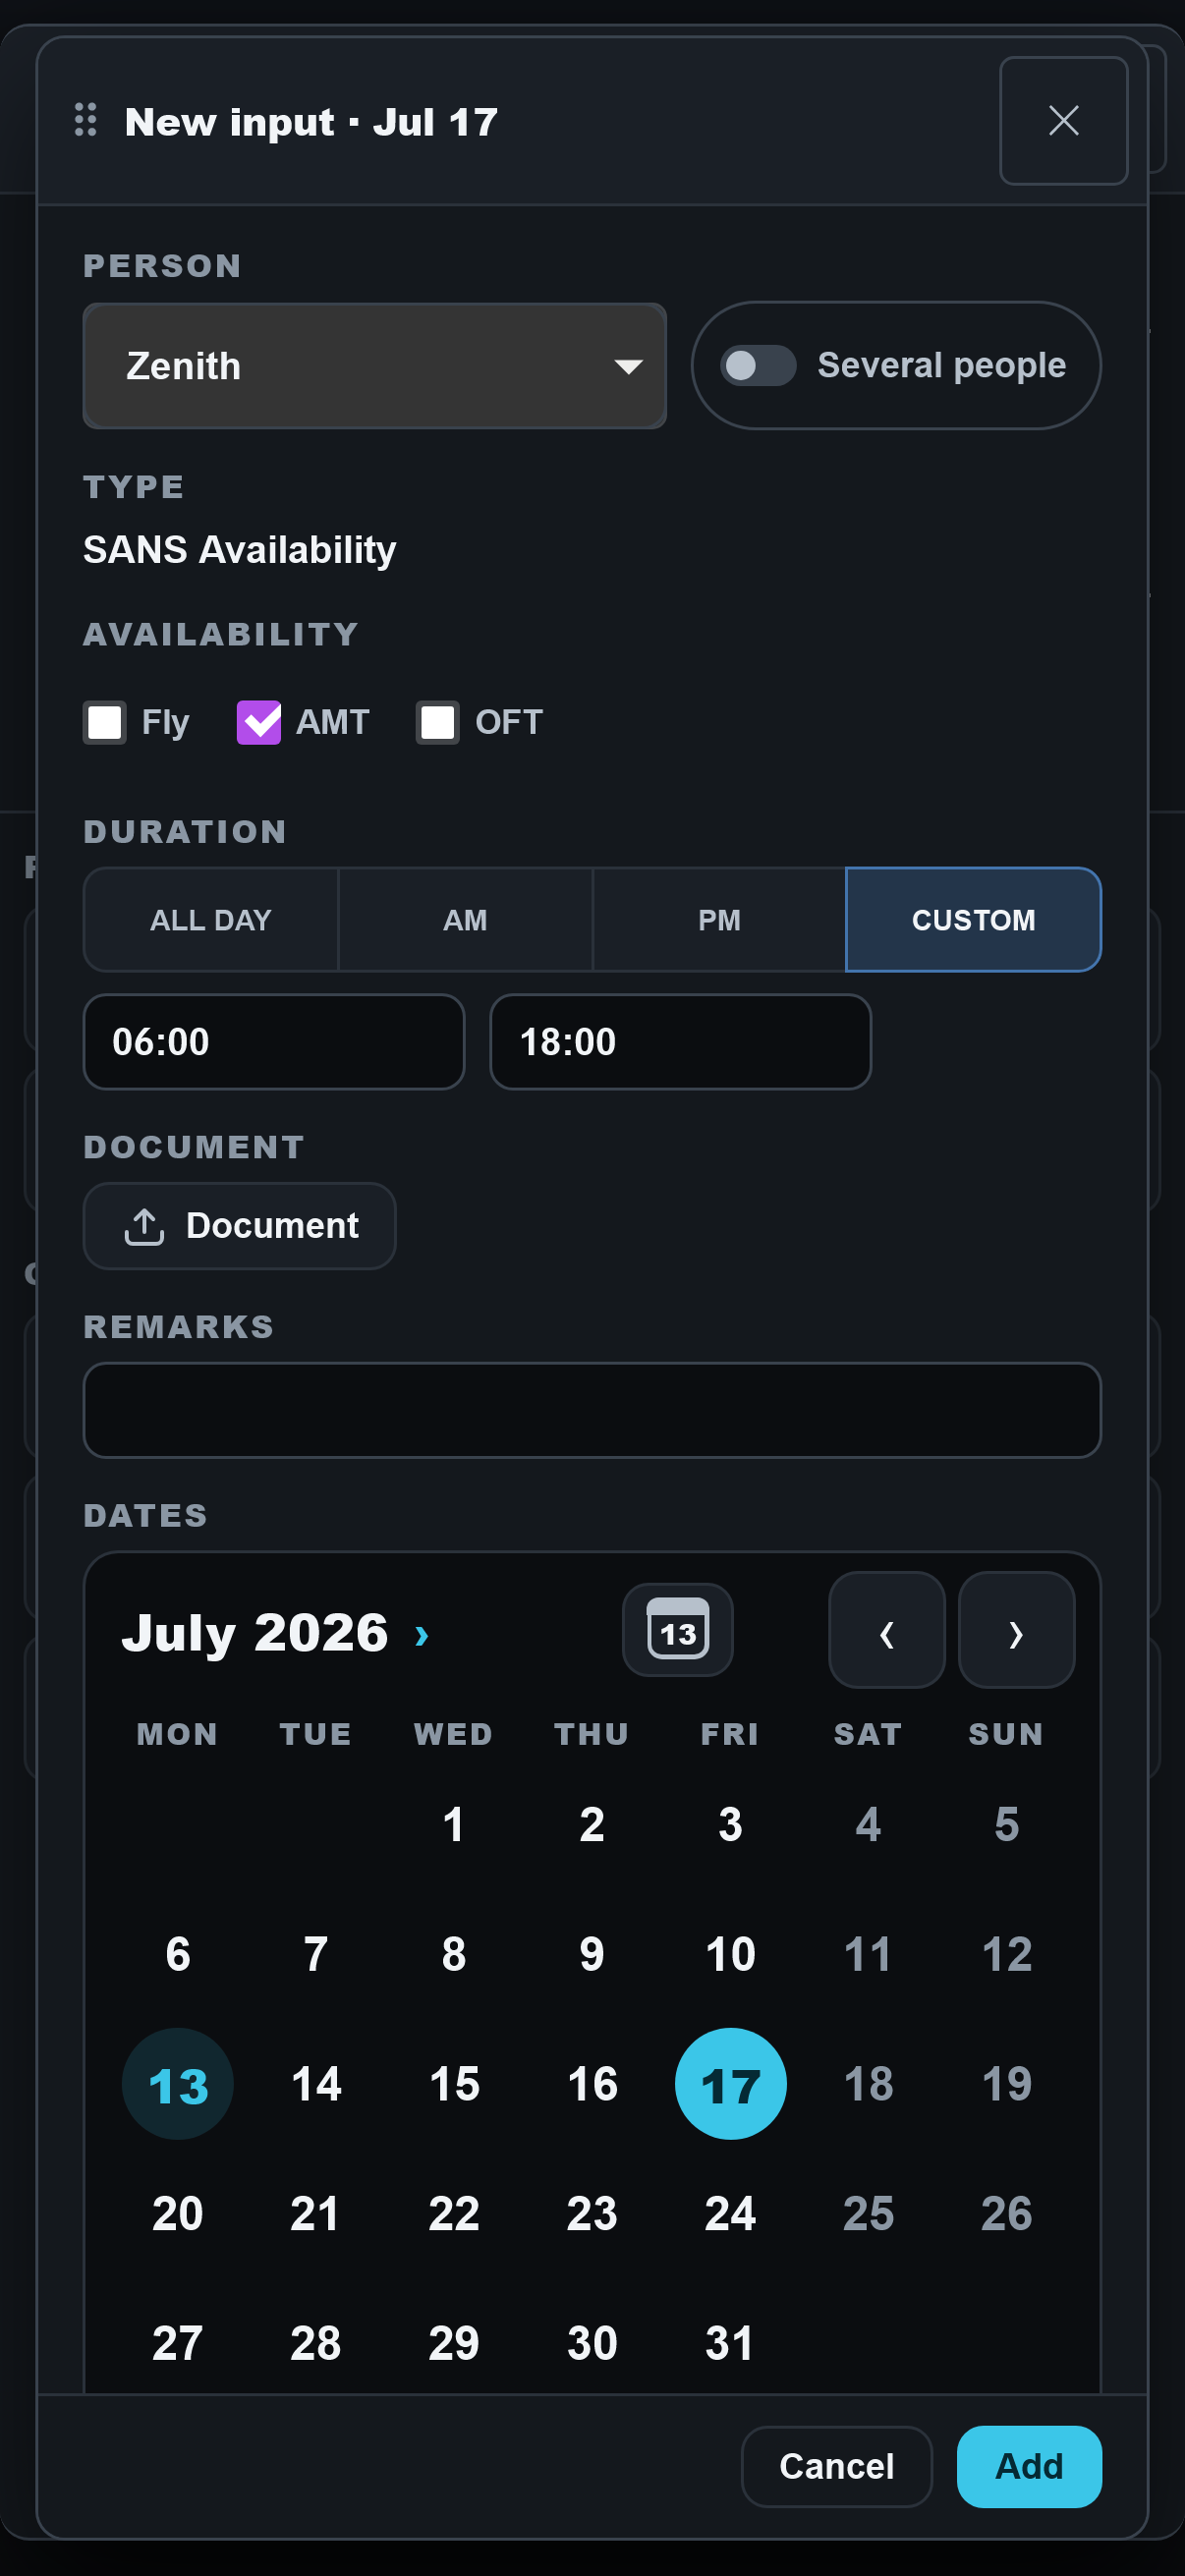 New input · Jul 17
PERSON
Zenith
Several people
TYPE
SANS Availability
AVAILABILITY
Fly AMT OFT
DURATION
ALL DAY AM PM CUSTOM
06:00 18:00
DOCUMENT
Document
REMARKS
DATES
July 2026 › 13 ‹ ›
MON TUE WED THU FRI SAT SUN
1 2 3 4 5
6 7 8 9 10 11 12
13 14 15 16 17 18 19
20 21 22 23 24 25 26
27 28 29 30 31
Cancel Add